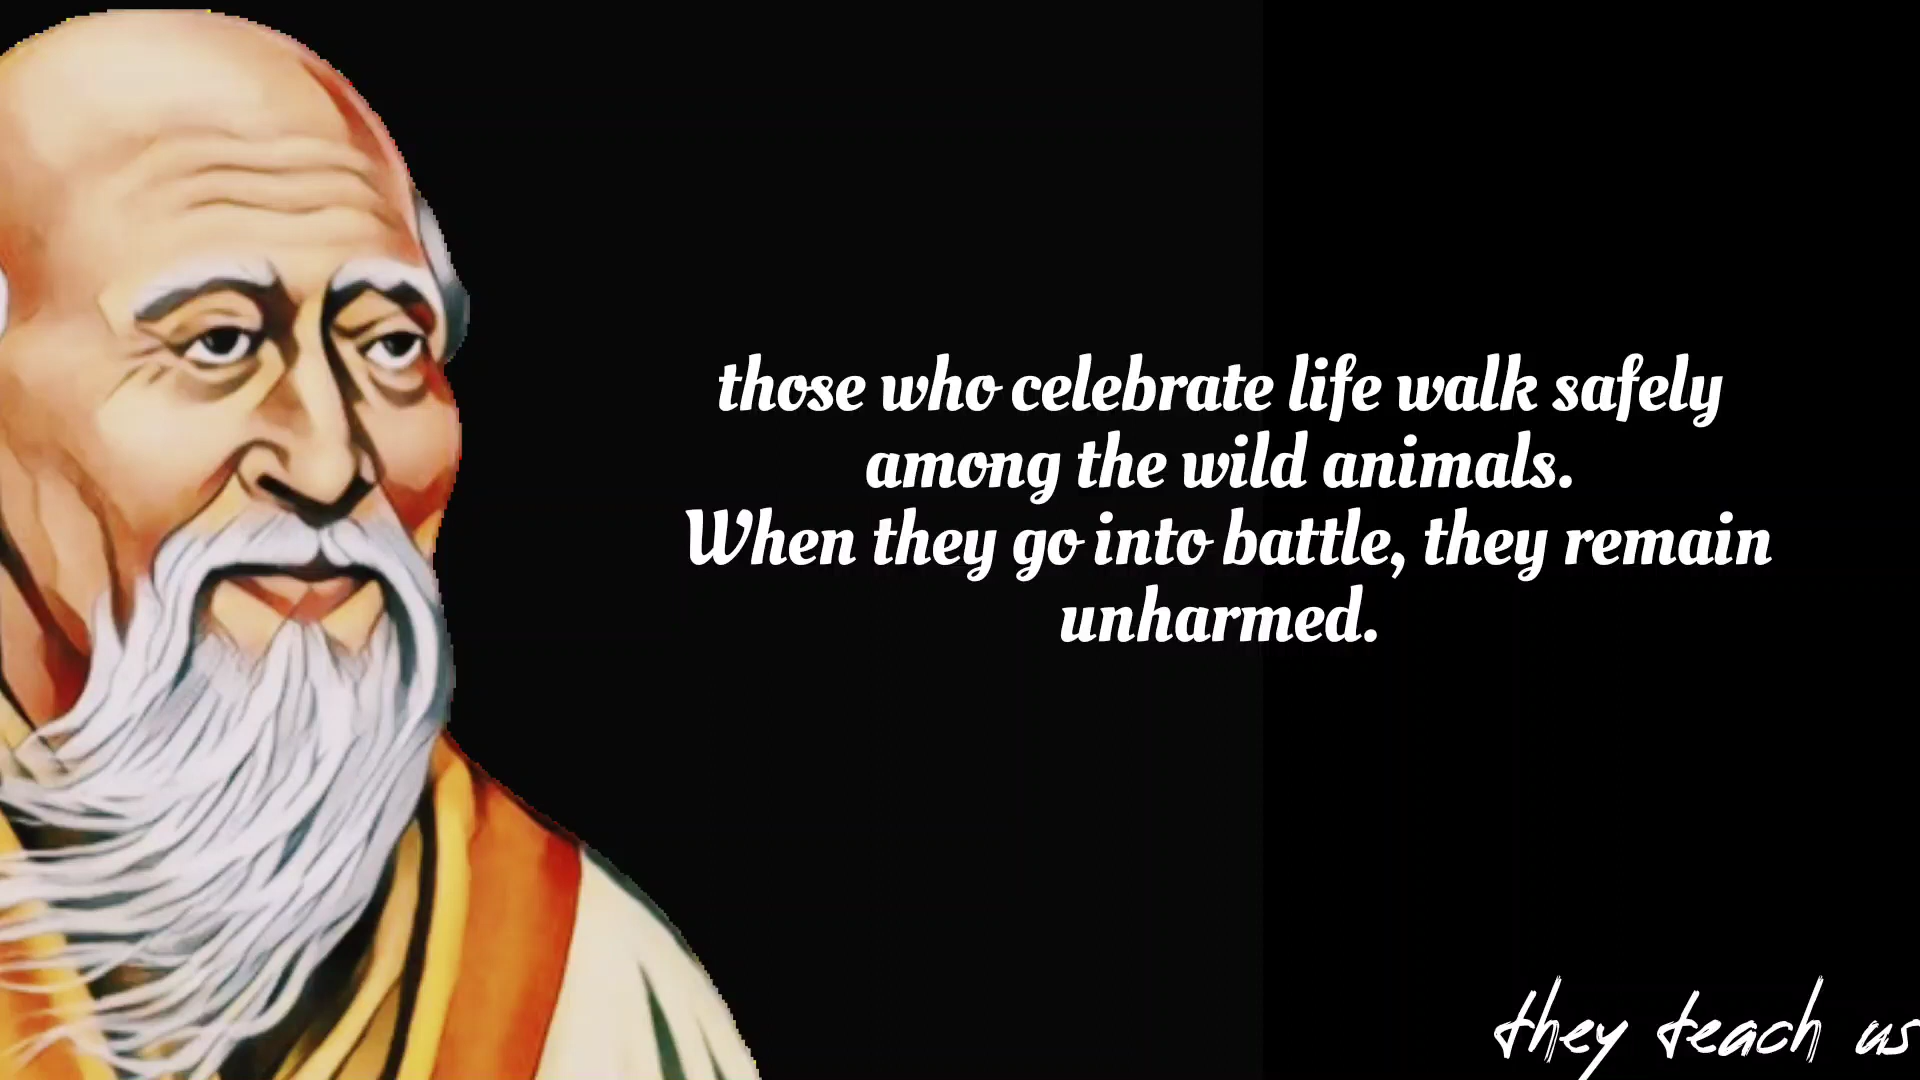 those who celebrate life walk safely
among the wild animals.
When they go into battle, they remain
unharmed.
they teach us